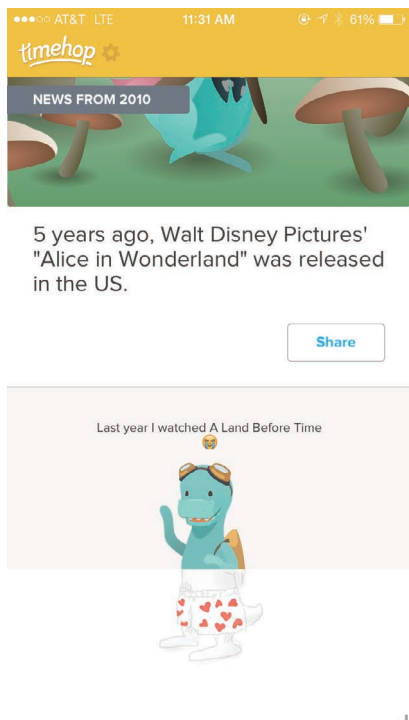 ●●●○○ AT&T LTE 11:31 AM 61%
timehop
NEWS FROM 2010
5 years ago, Walt Disney Pictures'
"Alice in Wonderland" was released
in the US.
Share
Last year I watched A Land Before Time
😭